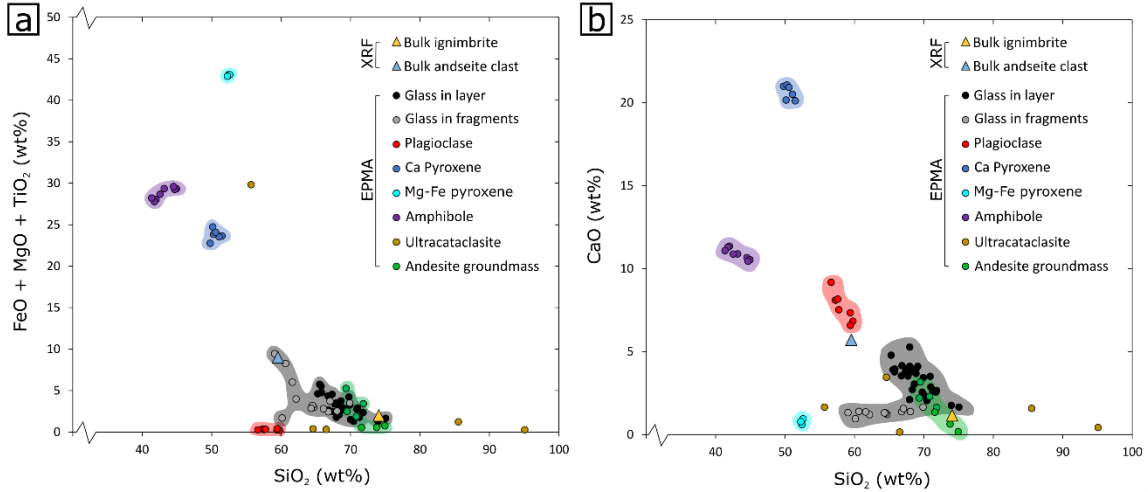 a
FeO + MgO + TiO2 (wt%)
50
45
40
35
30
25
20
15
10
5
0
40
50
60
70
80
90
100
SiO2 (wt%)
XRF
Bulk ignimbrite
Bulk andseite clast
EPMA
Glass in layer
Glass in fragments
Plagioclase
Ca Pyroxene
Mg-Fe pyroxene
Amphibole
Ultracataclasite
Andesite groundmass
b
CaO (wt%)
25
20
15
10
5
0
40
50
60
70
80
90
100
SiO2 (wt%)
XRF
Bulk ignimbrite
Bulk andseite clast
EPMA
Glass in layer
Glass in fragments
Plagioclase
Ca Pyroxene
Mg-Fe pyroxene
Amphibole
Ultracataclasite
Andesite groundmass